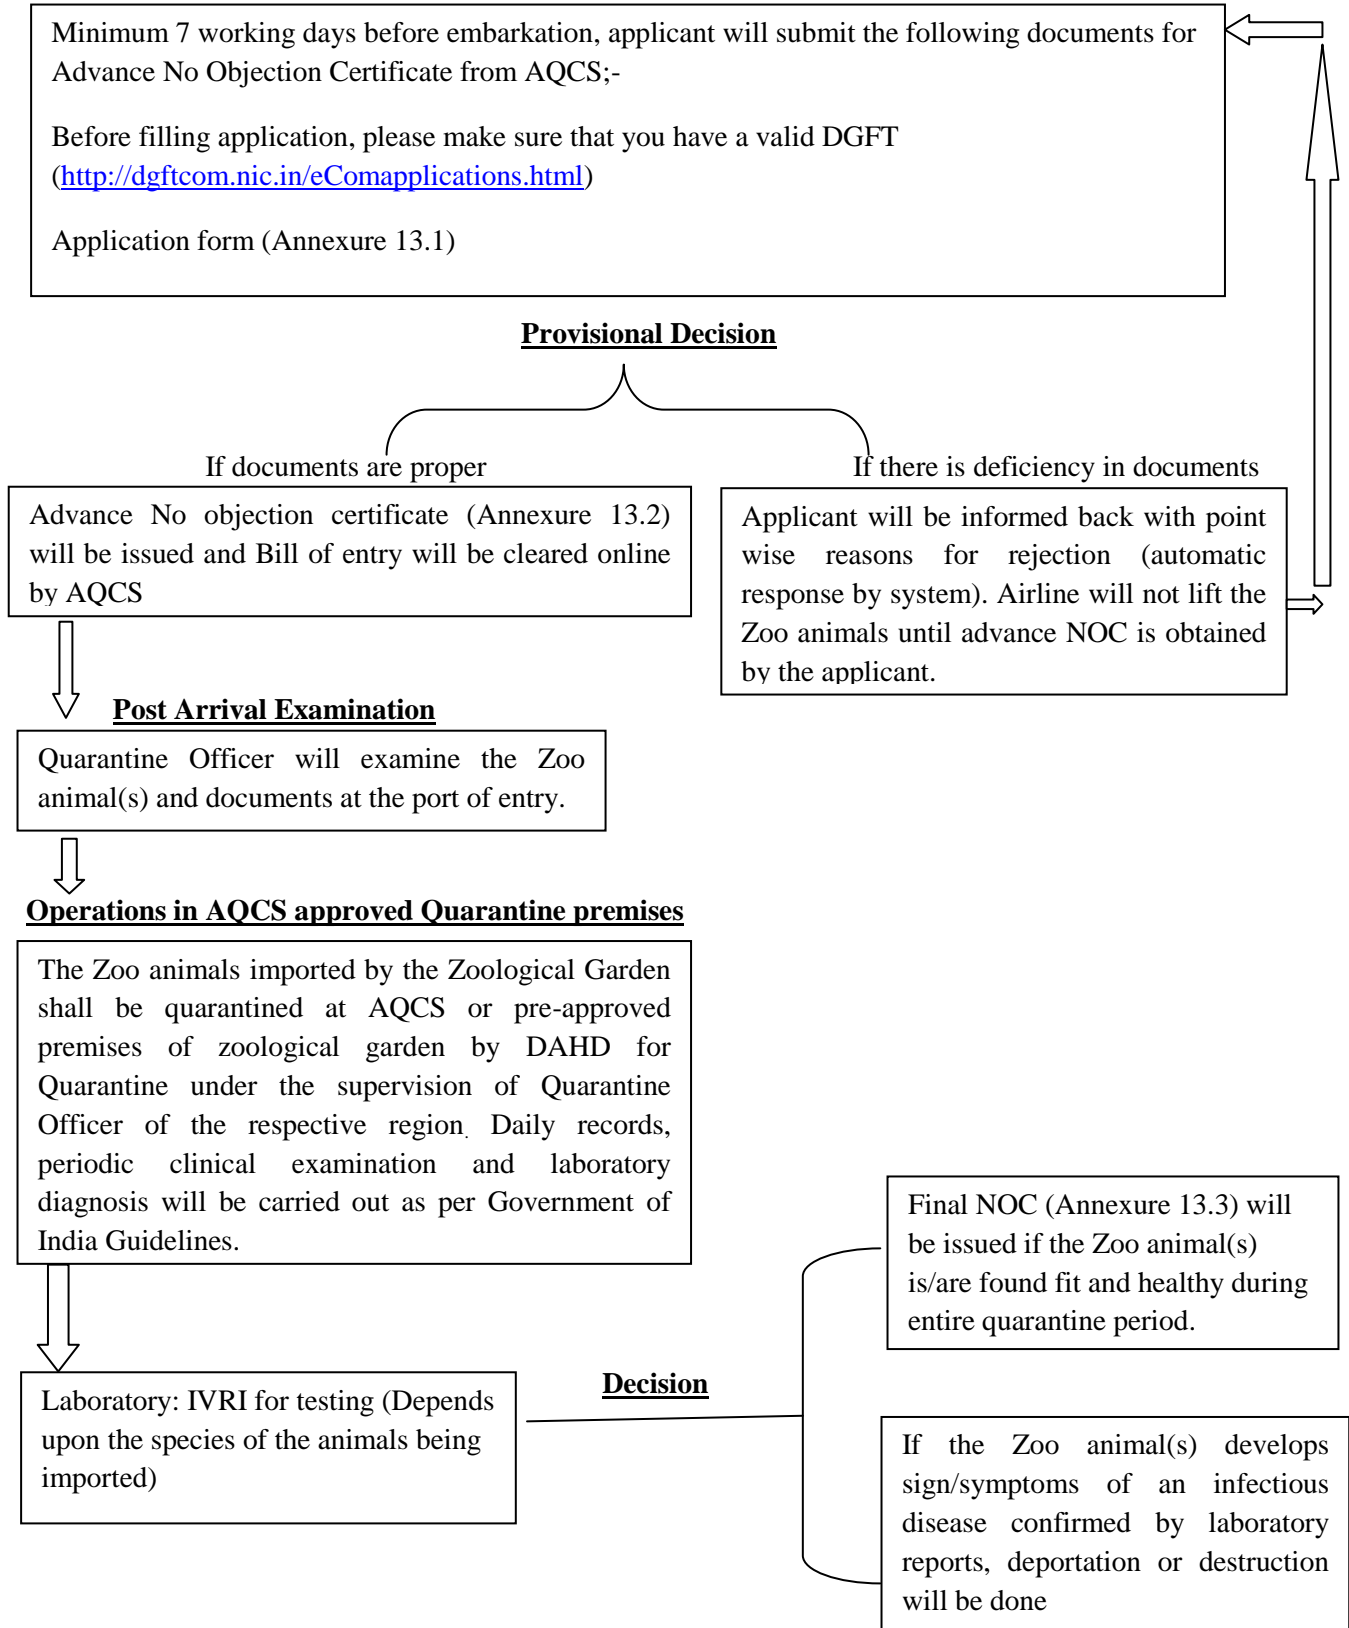 Minimum 7 working days before embarkation, applicant will submit the following documents for
Advance No Objection Certificate from AQCS;-
Before filling application, please make sure that you have a valid DGFT
(http://dgftcom.nic.in/eComapplications.html)
Application form (Annexure 13.1)
Provisional Decision
If documents are proper
Advance No objection certificate (Annexure 13.2)
will be issued and Bill of entry will be cleared online
by AQCS
If there is deficiency in documents
Applicant will be informed back with point
wise reasons for rejection (automatic
response by system). Airline will not lift the
Zoo animals until advance NOC is obtained
by the applicant.
Post Arrival Examination
Quarantine Officer will examine the Zoo
animal(s) and documents at the port of entry.
Operations in AQCS approved Quarantine premises
The Zoo animals imported by the Zoological Garden
shall be quarantined at AQCS or pre-approved
premises of zoological garden by DAHD for
Quarantine under the supervision of Quarantine
Officer of the respective region. Daily records,
periodic clinical examination and laboratory
diagnosis will be carried out as per Government of
India Guidelines.
Laboratory: IVRI for testing (Depends
upon the species of the animals being
imported)
Decision
Final NOC (Annexure 13.3) will
be issued if the Zoo animal(s)
is/are found fit and healthy during
entire quarantine period.
If the Zoo animal(s) develops
sign/symptoms of an infectious
disease confirmed by laboratory
reports, deportation or destruction
will be done